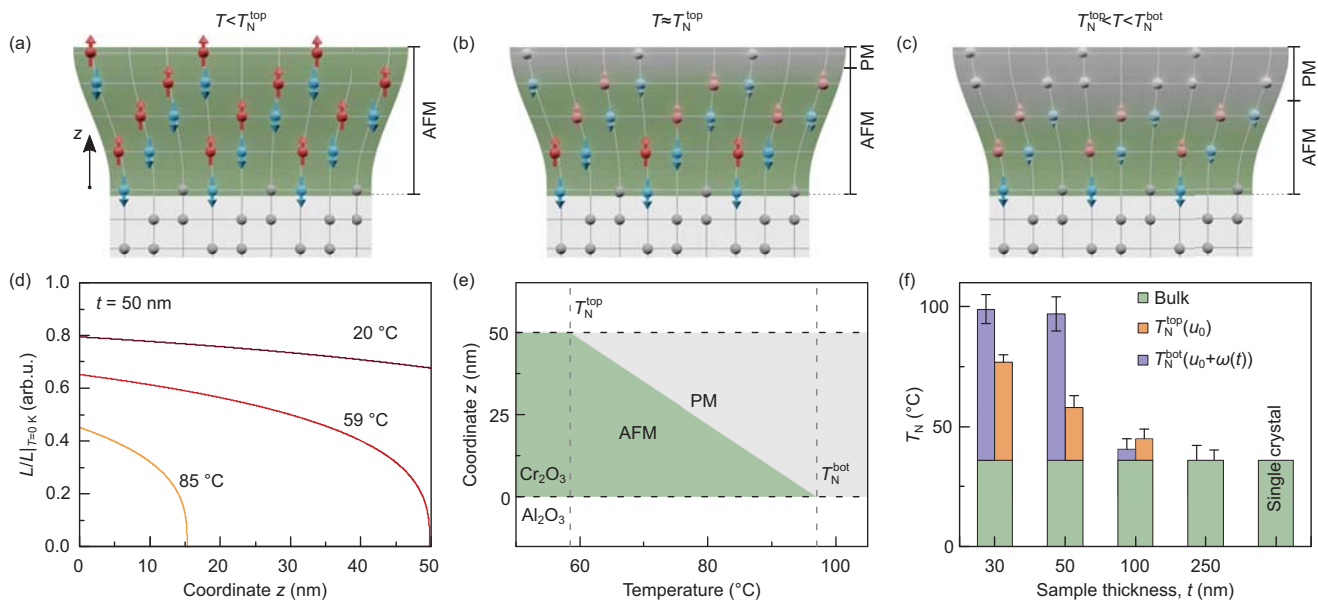 T < T_N^top
T ≈ T_N^top
T_N^top < T < T_N^bot
(a)
z
AFM
(b)
PM
AFM
(c)
PM
AFM
(d)
t = 50 nm
20 °C
59 °C
85 °C
L/L|T=0 K (arb.u.)
1.0
0.8
0.6
0.4
0.2
0.0
0 10 20 30 40 50
Coordinate z (nm)
(e)
T_N^top
PM
AFM
T_N^bot
Cr₂O₃
Al₂O₃
Coordinate z (nm)
50
25
0
60 80 100
Temperature (°C)
(f)
Bulk
T_N^top(u₀)
T_N^bot(u₀+ω(t))
Single crystal
T_N (°C)
100
50
0
30 50 100 250
Sample thickness, t (nm)